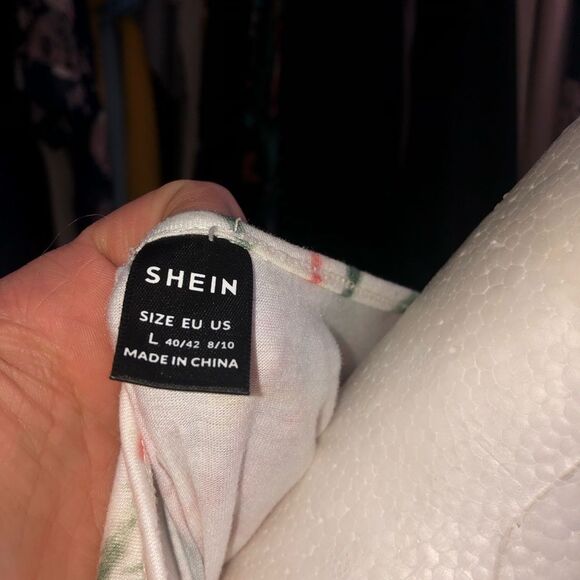 SHEIN
SIZE EU US
L 40/42 8/10
MADE IN CHINA